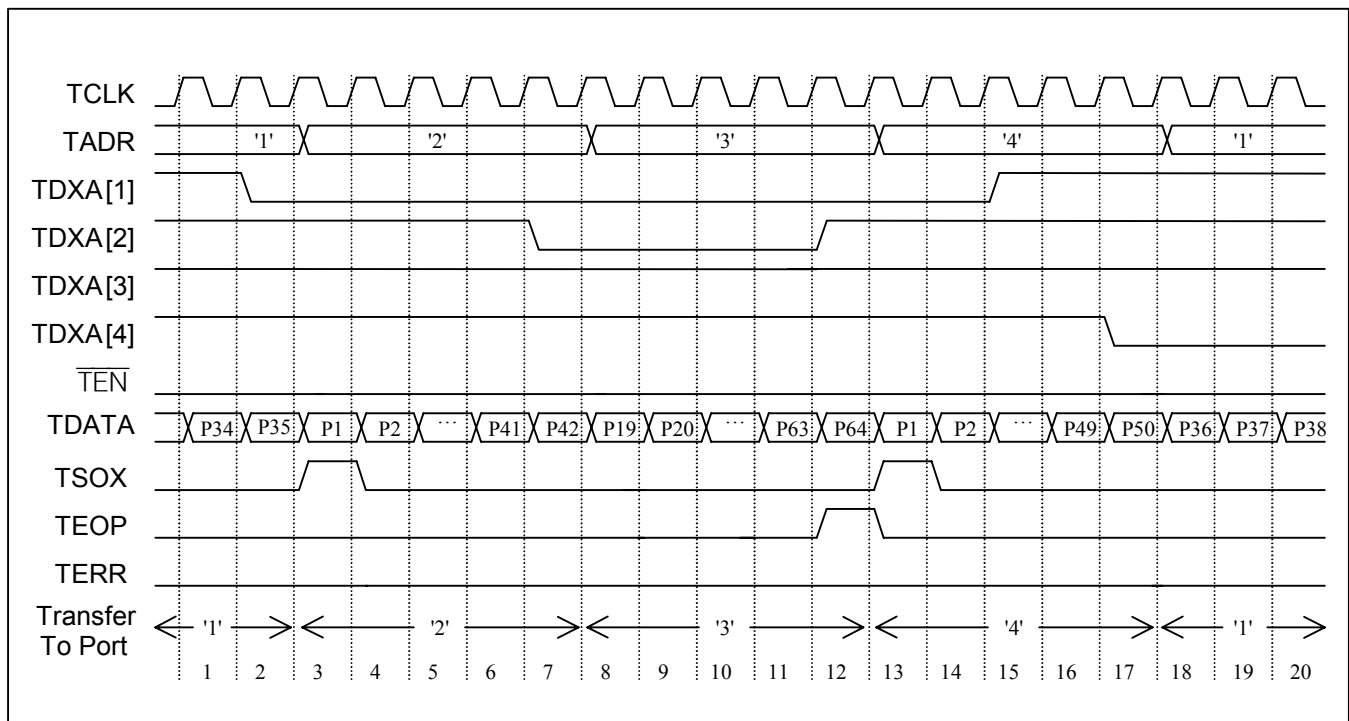 TCLK
TADR '1' '2' '3' '4' '1'
TDXA[1]
TDXA[2]
TDXA[3]
TDXA[4]
TEN
TDATA P34 P35 P1 P2 ... P41 P42 P19 P20 ... P63 P64 P1 P2 ... P49 P50 P36 P37 P38
TSOX
TEOP
TERR
Transfer
To Port '1' '2' '3' '4' '1'
1 2 3 4 5 6 7 8 9 10 11 12 13 14 15 16 17 18 19 20